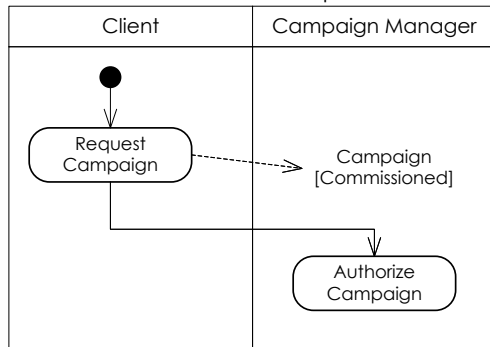 Client
Campaign Manager
Request
Campaign
Campaign
[Commissioned]
Authorize
Campaign